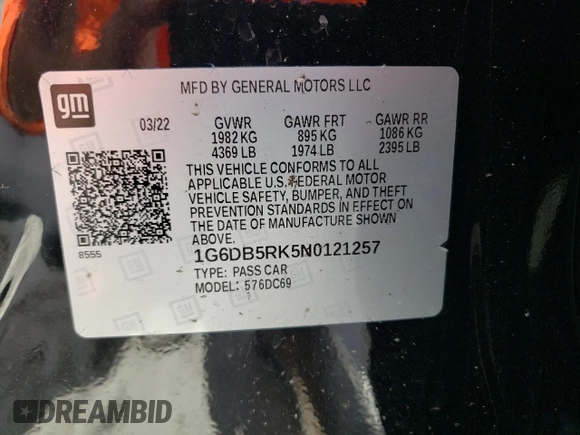 MFD BY GENERAL MOTORS LLC
gm
03/22 GVWR GAWR FRT GAWR RR
1982 KG 895 KG 1086 KG
4369 LB 1974 LB 2395 LB
THIS VEHICLE CONFORMS TO ALL
APPLICABLE U.S. FEDERAL MOTOR
VEHICLE SAFETY, BUMPER, AND THEFT
PREVENTION STANDARDS IN EFFECT ON
THE DATE OF MANUFACTURE SHOWN
ABOVE.
8555
1G6DB5RK5N0121257
TYPE: PASS CAR
MODEL: 576DC69
DREAMBID